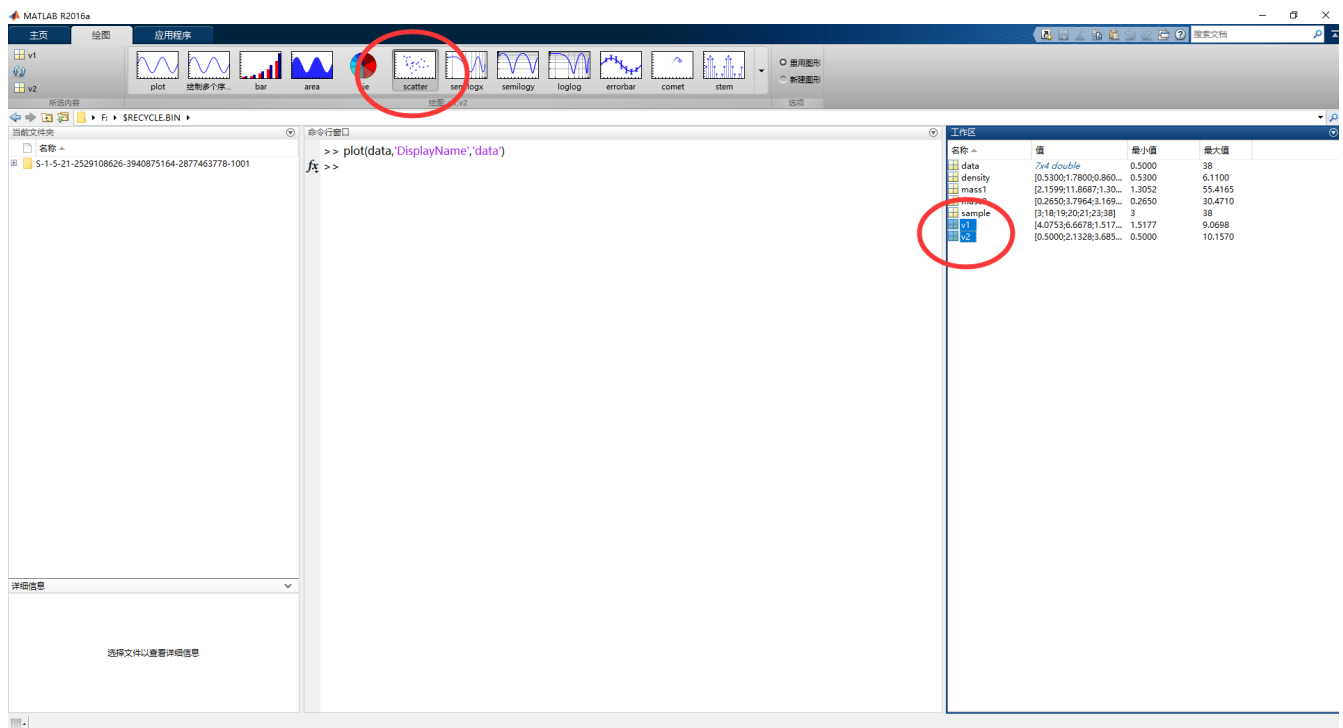 MATLAB R2016a
主页 绘图 应用程序
搜索文档
v1
v2
plot 绘制多个序... bar area scatter semilogy loglog errorbar comet stem
重用图形
新建图形
所选内容 选项
F: ▸ $RECYCLE.BIN ▸
当前文件夹
名称
S-1-5-21-2529108626-3940875164-2877463778-1001
命令行窗口
>> plot(data,'DisplayName','data')
fx >>
工作区
名称 值 最小值 最大值
data 7x4 double 0.5000 38
density [0.5300;1.7800;0.860... 0.5300 6.1100
mass1 [2.1599;11.8687;1.30... 1.3052 55.4165
[0.2650;3.7964;3.169... 0.2650 30.4710
sample [3;18;19;20;21;23;38] 3 38
v1 [4.0753;6.6678;1.517... 1.5177 9.0698
v2 [0.5000;2.1328;3.685... 0.5000 10.1570
详细信息
选择文件以查看详细信息